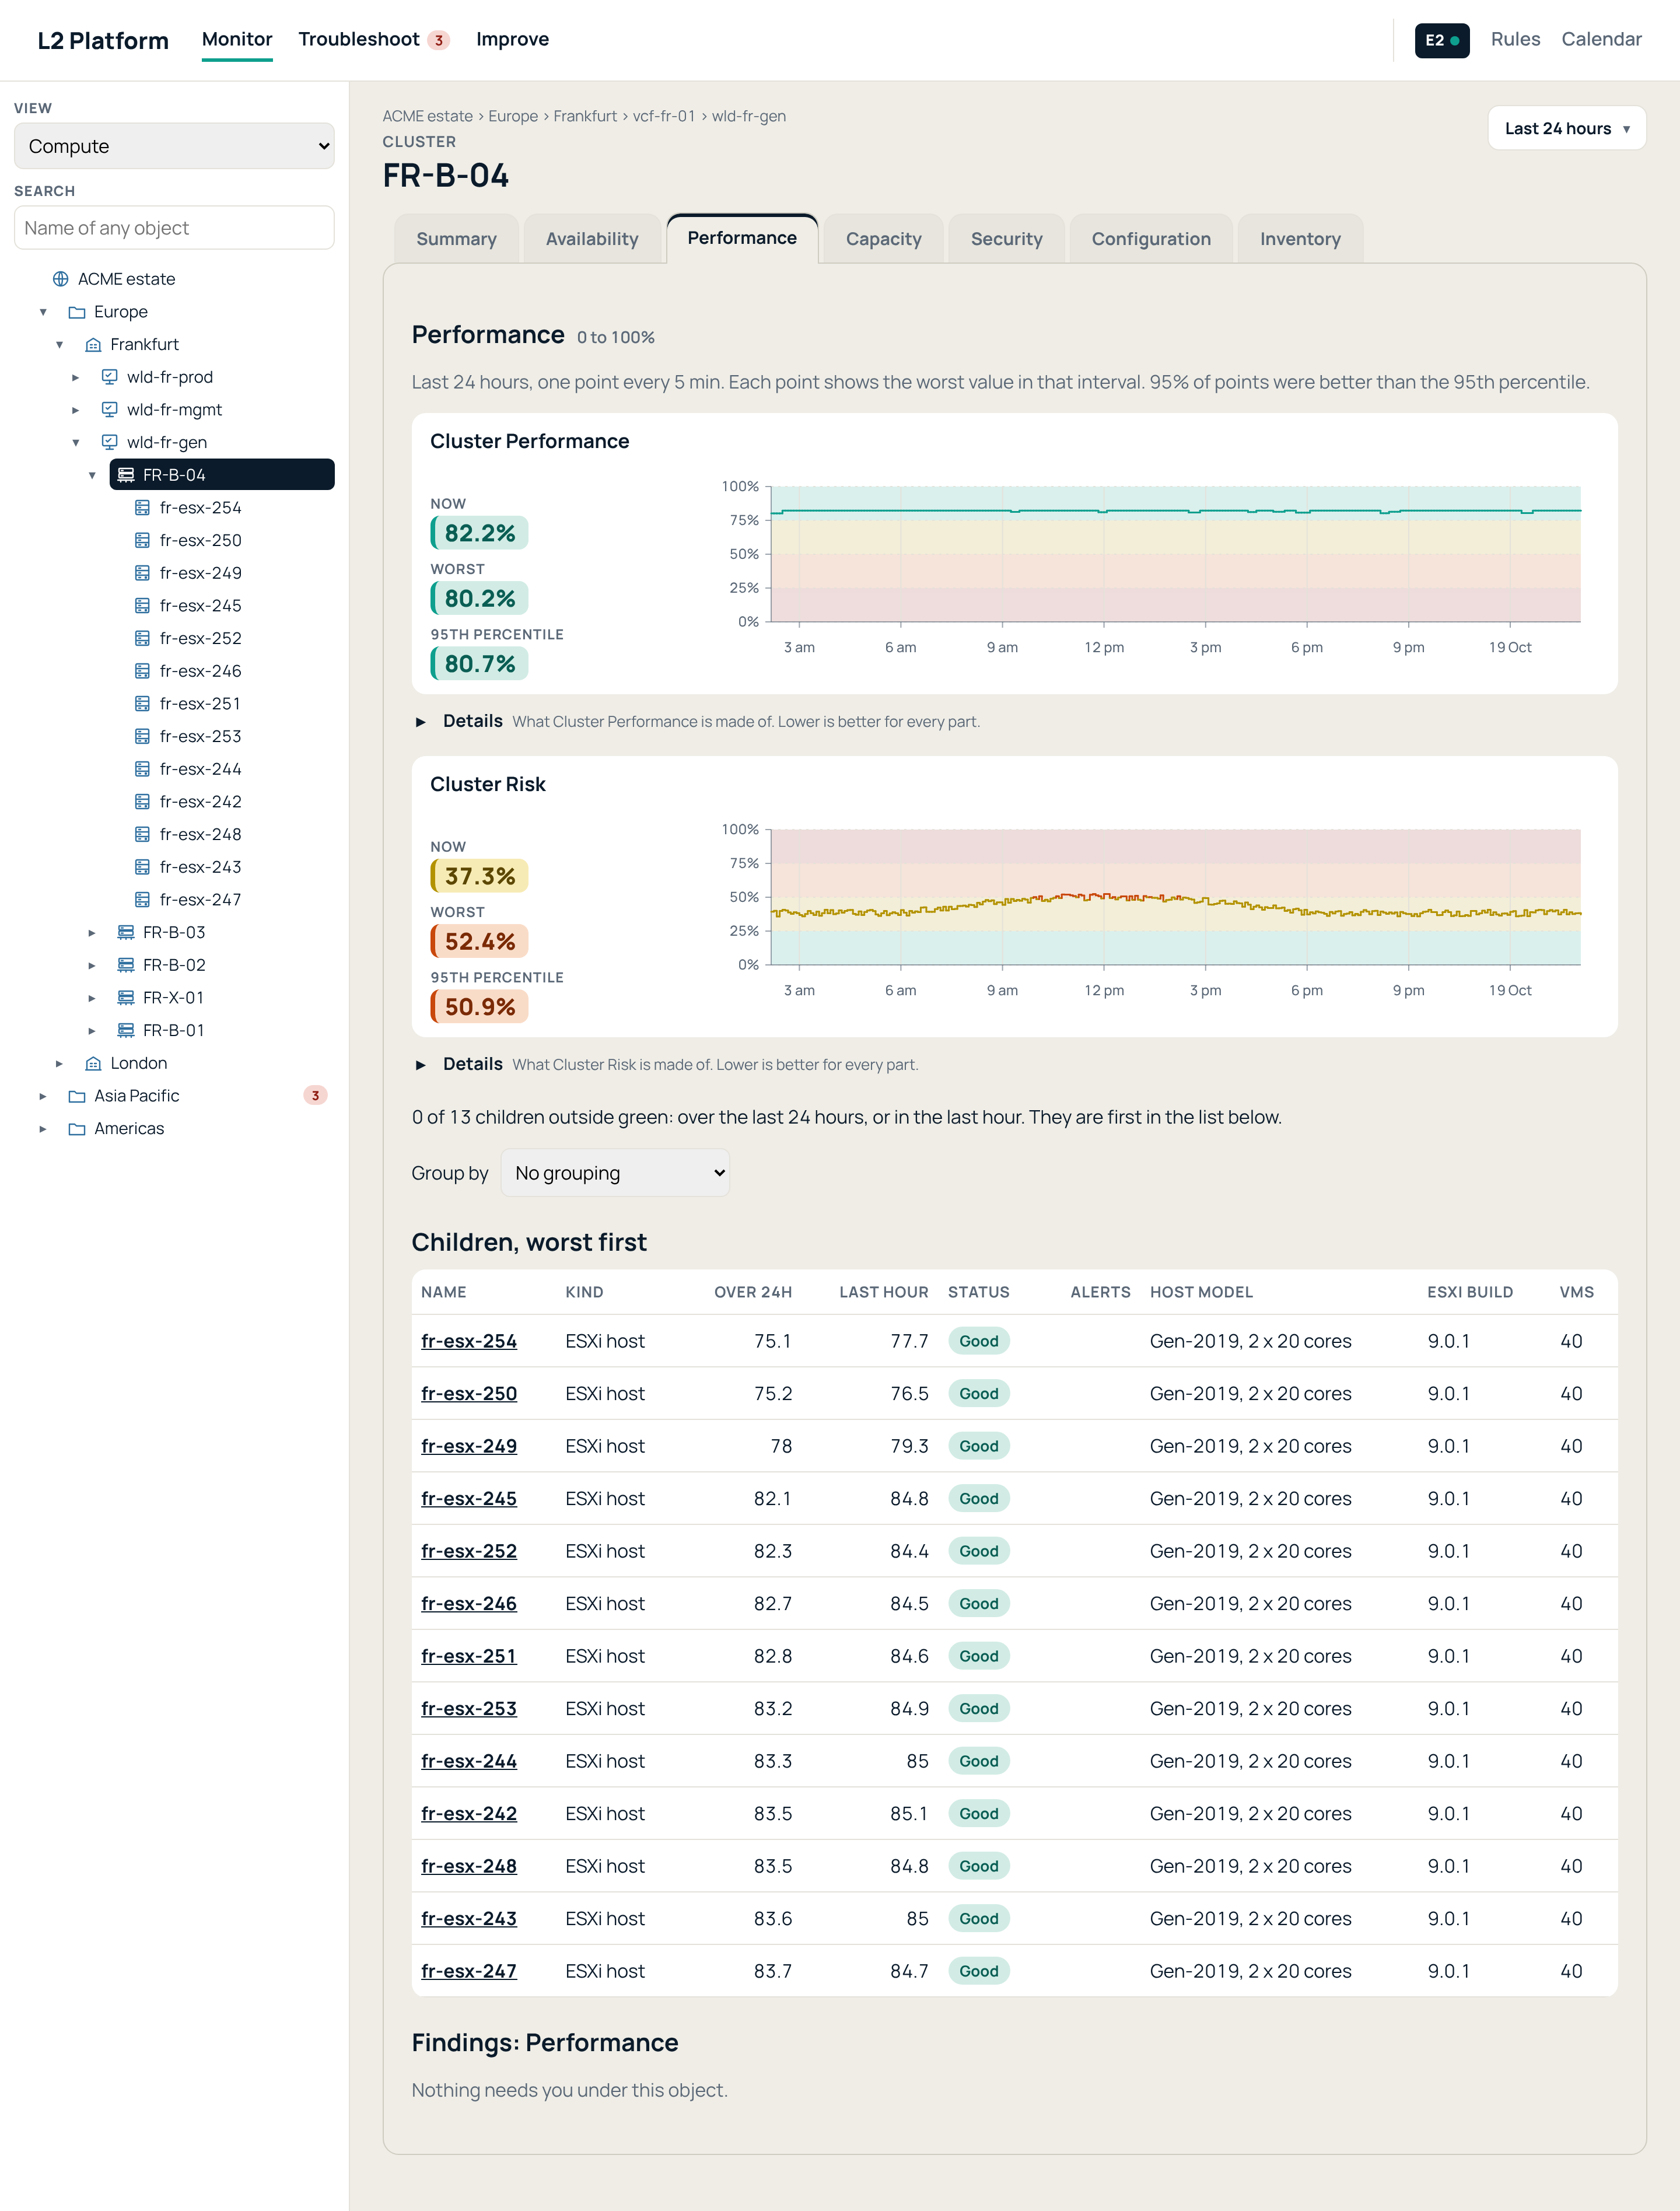 L2 Platform Monitor Troubleshoot 3 Improve E2 Rules Calendar
VIEW
Compute
SEARCH
Name of any object
ACME estate
Europe
Frankfurt
wld-fr-prod
wld-fr-mgmt
wld-fr-gen
FR-B-04
fr-esx-254
fr-esx-250
fr-esx-249
fr-esx-245
fr-esx-252
fr-esx-246
fr-esx-251
fr-esx-253
fr-esx-244
fr-esx-242
fr-esx-248
fr-esx-243
fr-esx-247
FR-B-03
FR-B-02
FR-X-01
FR-B-01
London
Asia Pacific 3
Americas
ACME estate › Europe › Frankfurt › vcf-fr-01 › wld-fr-gen
CLUSTER
FR-B-04
Last 24 hours
Summary Availability Performance Capacity Security Configuration Inventory
Performance 0 to 100%
Last 24 hours, one point every 5 min. Each point shows the worst value in that interval. 95% of points were better than the 95th percentile.
Cluster Performance
NOW
82.2%
WORST
80.2%
95TH PERCENTILE
80.7%
100%
75%
50%
25%
0%
3 am 6 am 9 am 12 pm 3 pm 6 pm 9 pm 19 Oct
Details What Cluster Performance is made of. Lower is better for every part.
Cluster Risk
NOW
37.3%
WORST
52.4%
95TH PERCENTILE
50.9%
100%
75%
50%
25%
0%
3 am 6 am 9 am 12 pm 3 pm 6 pm 9 pm 19 Oct
Details What Cluster Risk is made of. Lower is better for every part.
0 of 13 children outside green: over the last 24 hours, or in the last hour. They are first in the list below.
Group by No grouping
Children, worst first
NAME KIND OVER 24H LAST HOUR STATUS ALERTS HOST MODEL ESXI BUILD VMS
fr-esx-254 ESXi host 75.1 77.7 Good Gen-2019, 2 x 20 cores 9.0.1 40
fr-esx-250 ESXi host 75.2 76.5 Good Gen-2019, 2 x 20 cores 9.0.1 40
fr-esx-249 ESXi host 78 79.3 Good Gen-2019, 2 x 20 cores 9.0.1 40
fr-esx-245 ESXi host 82.1 84.8 Good Gen-2019, 2 x 20 cores 9.0.1 40
fr-esx-252 ESXi host 82.3 84.4 Good Gen-2019, 2 x 20 cores 9.0.1 40
fr-esx-246 ESXi host 82.7 84.5 Good Gen-2019, 2 x 20 cores 9.0.1 40
fr-esx-251 ESXi host 82.8 84.6 Good Gen-2019, 2 x 20 cores 9.0.1 40
fr-esx-253 ESXi host 83.2 84.9 Good Gen-2019, 2 x 20 cores 9.0.1 40
fr-esx-244 ESXi host 83.3 85 Good Gen-2019, 2 x 20 cores 9.0.1 40
fr-esx-242 ESXi host 83.5 85.1 Good Gen-2019, 2 x 20 cores 9.0.1 40
fr-esx-248 ESXi host 83.5 84.8 Good Gen-2019, 2 x 20 cores 9.0.1 40
fr-esx-243 ESXi host 83.6 85 Good Gen-2019, 2 x 20 cores 9.0.1 40
fr-esx-247 ESXi host 83.7 84.7 Good Gen-2019, 2 x 20 cores 9.0.1 40
Findings: Performance
Nothing needs you under this object.